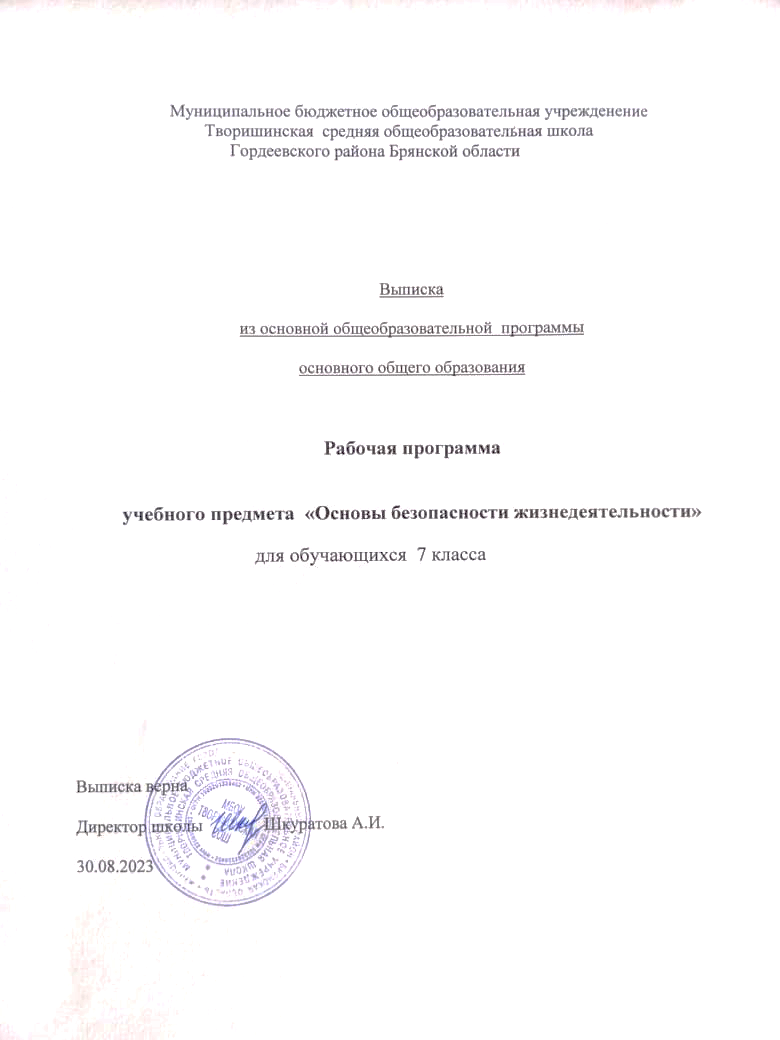 Муниципальное бюджетное общеобразовательная учрежденение
Творишинская средняя общеобразовательная школа
Гордеевского района Брянской области
Выписка
из основной общеобразовательной программы
основного общего образования
Рабочая программа
учебного предмета «Основы безопасности жизнедеятельности»
для обучающихся 7 класса
Выписка верна
Директор школы Шкуратова А.И.
30.08.2023